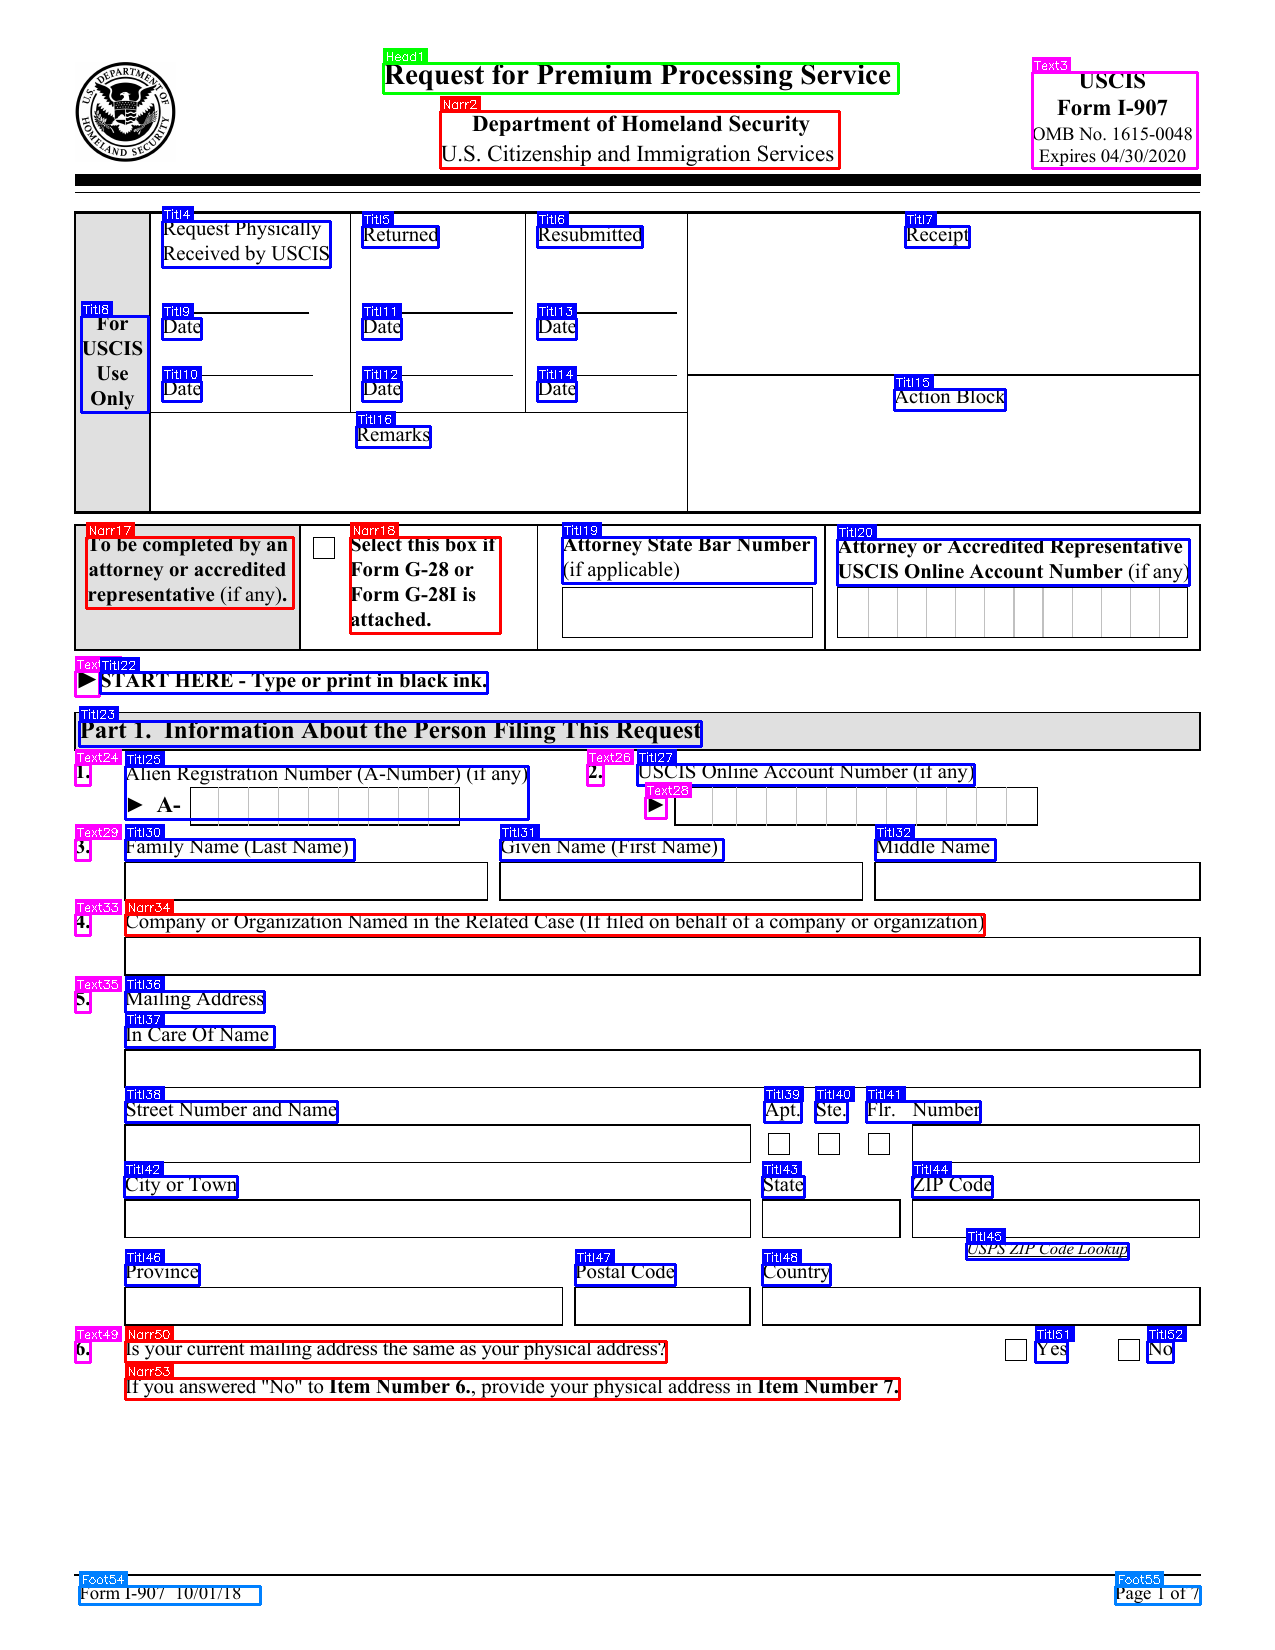 Head1
Request for Premium Processing Service
Narr2
Department of Homeland Security
U.S. Citizenship and Immigration Services
Text3
USCIS
Form I-907
OMB No. 1615-0048
Expires 04/30/2020
U.S. DEPARTMENT OF HOMELAND SECURITY
Titl4
Request Physically
Received by USCIS
Titl5
Returned
Titl6
Resubmitted
Titl7
Receipt
Titl8
For
USCIS
Use
Only
Titl9
Date
Titl11
Date
Titl13
Date
Titl10
Date
Titl12
Date
Titl14
Date
Titl15
Action Block
Titl16
Remarks
Narr17
To be completed by an
attorney or accredited
representative (if any).
Narr18
Select this box if
Form G-28 or
Form G-28I is
attached.
Titl19
Attorney State Bar Number
(if applicable)
Titl20
Attorney or Accredited Representative
USCIS Online Account Number (if any)
Text
Titl22
► START HERE - Type or print in black ink.
Titl23
Part 1. Information About the Person Filing This Request
Text24
1.
Titl25
Alien Registration Number (A-Number) (if any)
► A-
Text26
2.
Titl27
USCIS Online Account Number (if any)
Text28
►
Text29
3.
Titl30
Family Name (Last Name)
Titl31
Given Name (First Name)
Titl32
Middle Name
Text33
4.
Narr34
Company or Organization Named in the Related Case (If filed on behalf of a company or organization)
Text35
5.
Titl36
Mailing Address
Titl37
In Care Of Name
Titl38
Street Number and Name
Titl39
Apt.
Titl40
Ste.
Titl41
Flr. Number
Titl42
City or Town
Titl43
State
Titl44
ZIP Code
Titl45
USPS ZIP Code Lookup
Titl46
Province
Titl47
Postal Code
Titl48
Country
Text49
6.
Narr50
Is your current mailing address the same as your physical address?
Titl51
Yes
Titl52
No
Narr53
If you answered "No" to Item Number 6., provide your physical address in Item Number 7.
Foot54
Form I-907 10/01/18
Foot55
Page 1 of 7